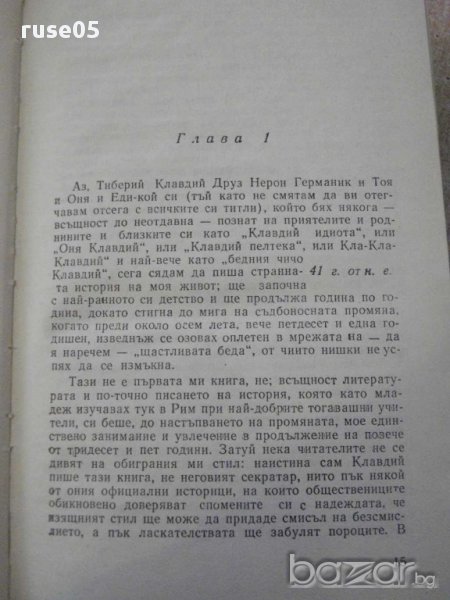 ruse05
Глава 1
Аз, Тиберий Клавдий Друз Нерон Германик и Тоя
и Оня и Еди-кой си (тъй като не смятам да ви отег-
чавам отсега с всичките си титли), който бях някога —
всъщност до неотдавна — познат на приятелите и род-
нините и близките си като „Клавдий идиота“, или
„Оня Клавдий“, или „Клавдий пелтека“, или Кла-Кла-
Клавдий“ и най-вече като „бедния чичо
Клавдий“, сега сядам да пиша странна- 41 г. от н. е.
та история на моя живот; ще започна
с най-ранното си детство и ще продължа година по го-
дина, докато стигна до мига на съдбоносната промяна,
когато преди около осем лета, вече петдесет и една го-
дишен, изведнъж се озовах оплетен в мрежата на — да
я наречем — „щастливата беда“, от чиито нишки не ус-
пях да се измъкна.
Тази не е първата ми книга, не; всъщност литерату-
рата и по-точно писането на история, която като мла-
деж изучавах тук в Рим при най-добрите тогавашни учи-
тели, си беше, до настъпването на промяната, мое един-
ствено занимание и увлечение в продължение на повече
от тридесет и пет години. Затуй нека читателите не се
дивят на обиграния ми стил: наистина сам Клавдий
пише тази книга, не неговият секратар, нито пък някой
от ония официални историци, на които обществениците
обикновено доверяват спомените си с надеждата, че
изящният стил ще може да придаде смисъл на безсмис-
лието, а пък ласкателствата ще забулят пороците. В
15
bazar.bg